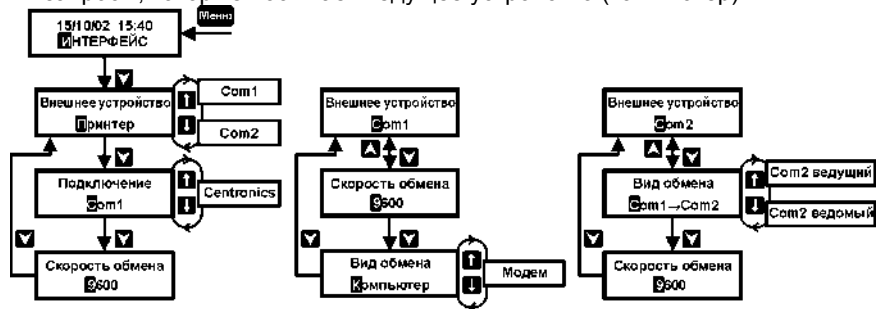 15/10/02 15:40
ИНТЕРФЕЙС
Меню
Внешнее устройство
Принтер
Com1
Com2
Подключение
Com1
Centronics
Скорость обмена
9600
Внешнее устройство
Com1
Скорость обмена
9600
Вид обмена
Компьютер
Модем
Внешнее устройство
Com2
Вид обмена
Com1→Com2
Com2 ведущий
Com2 ведомый
Скорость обмена
9600